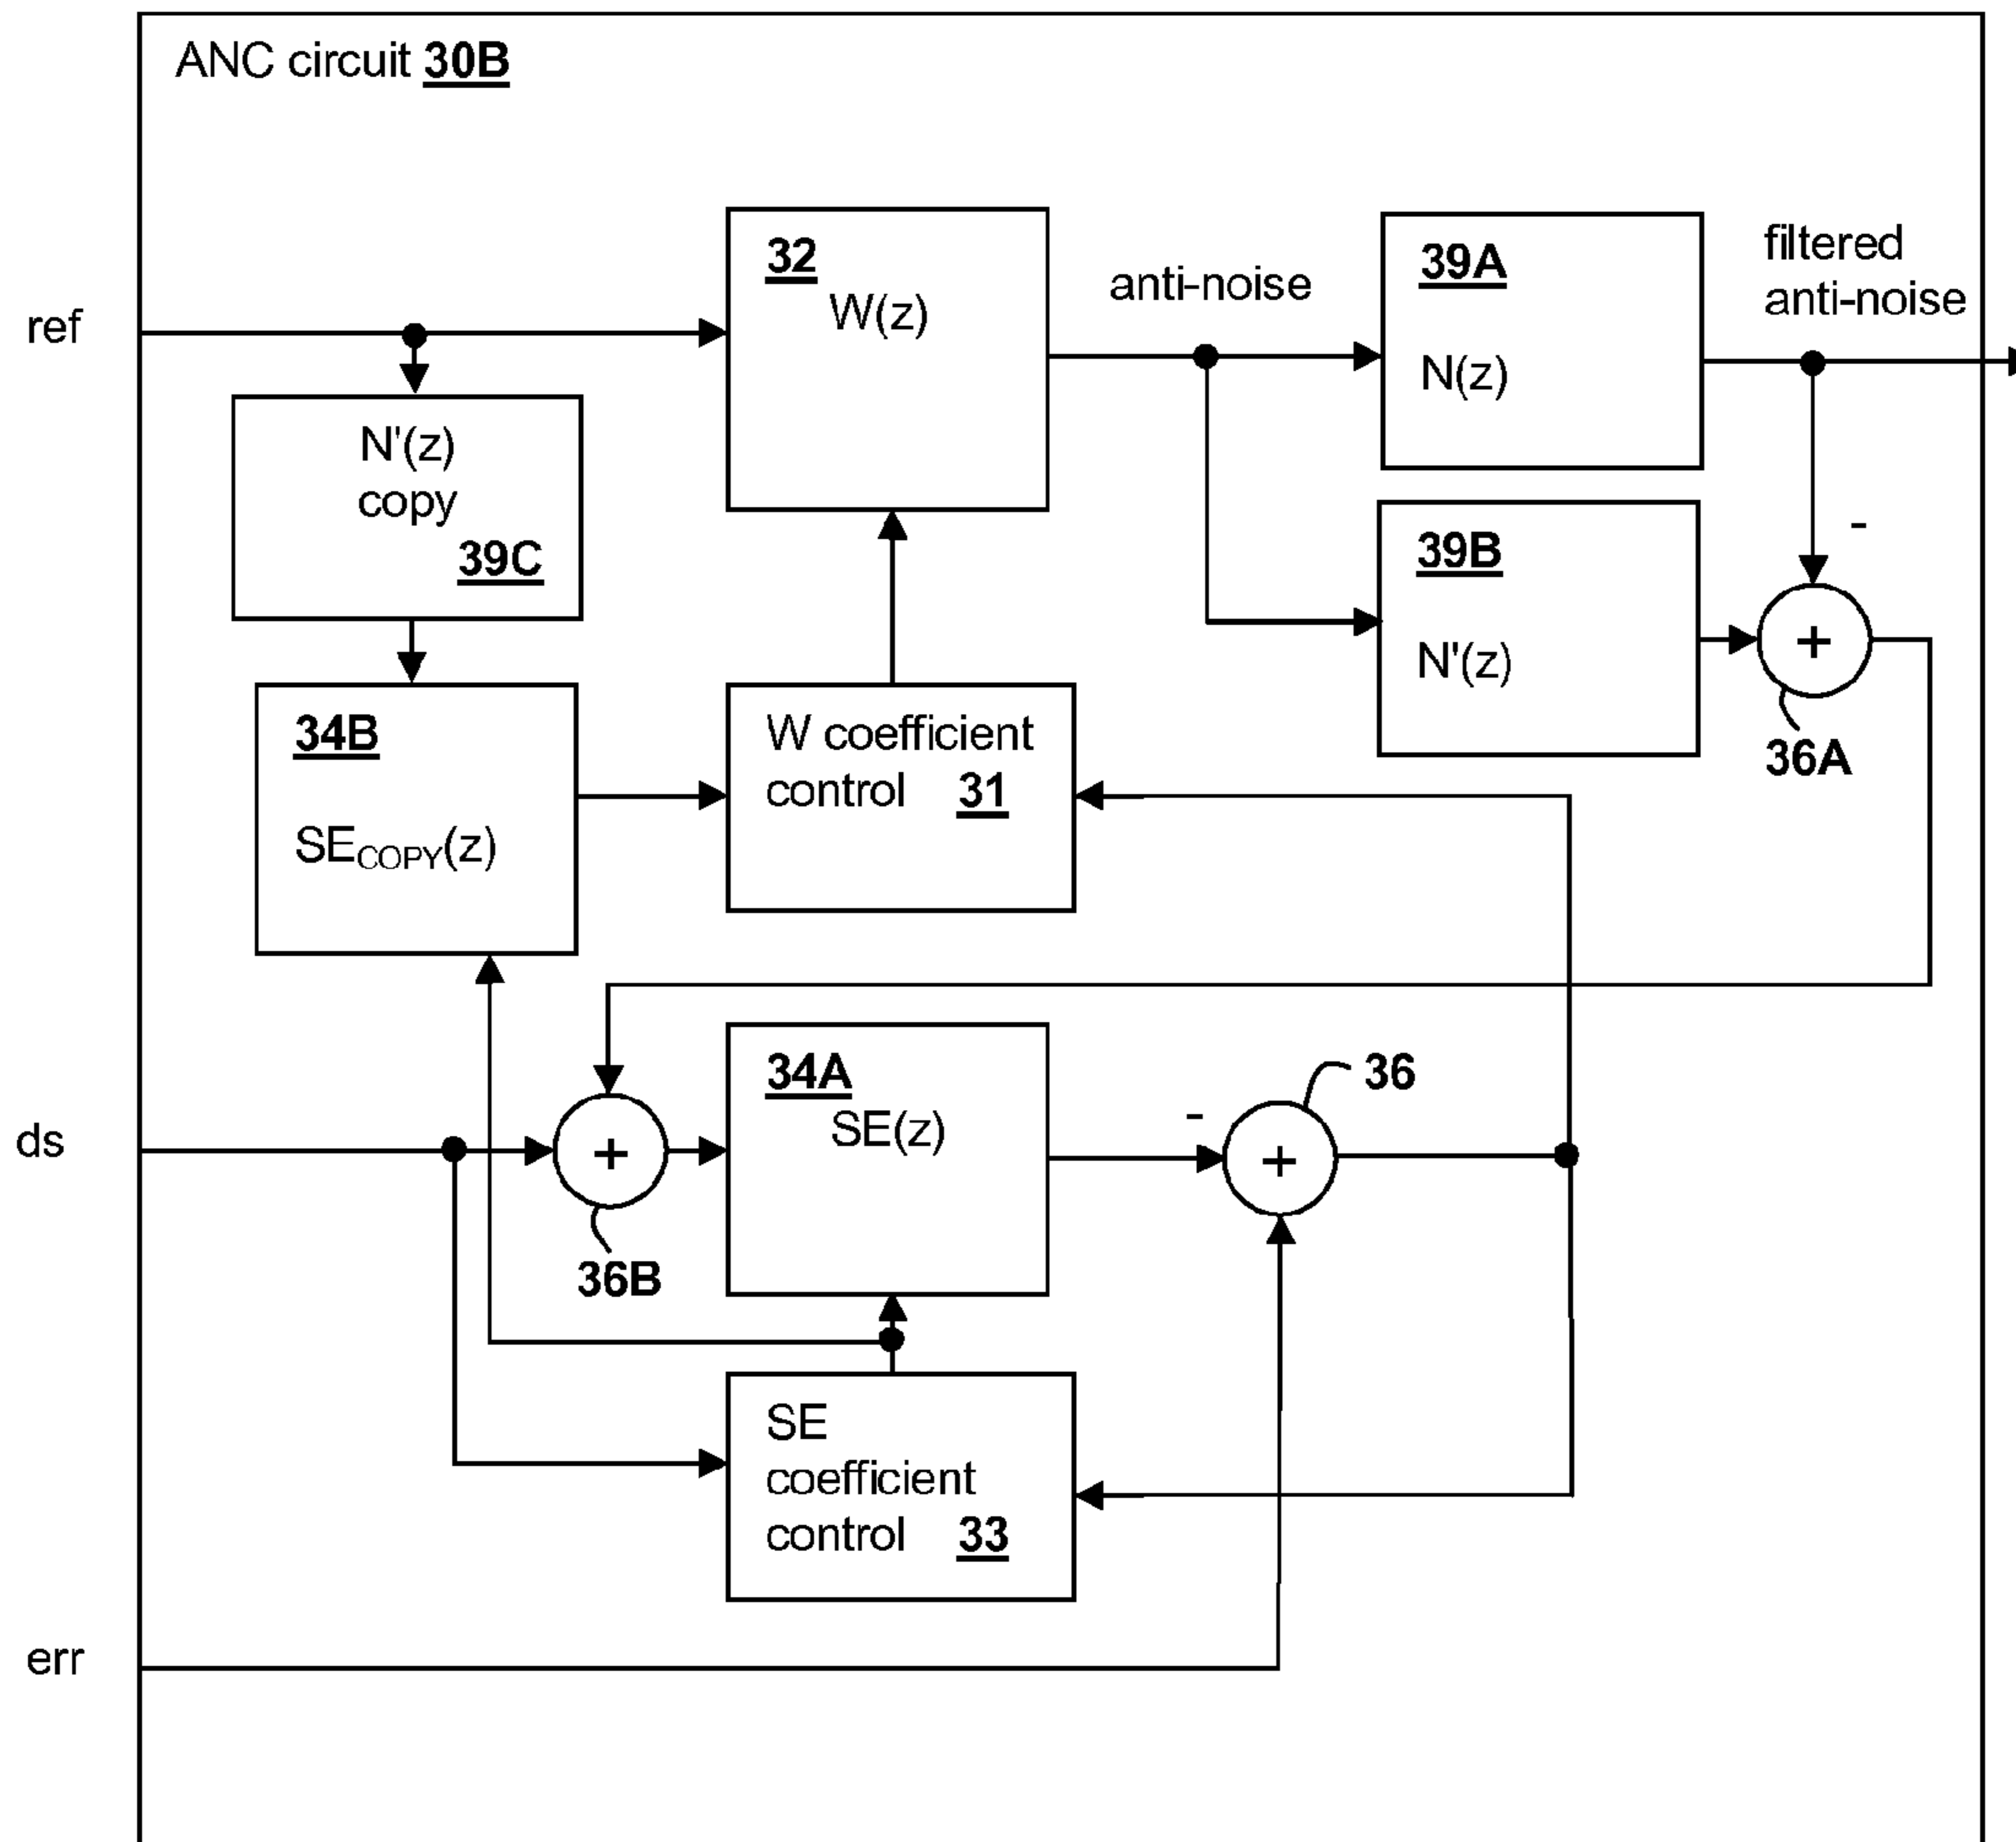 ANC circuit 30B
32
W(z)
anti-noise
39A
N(z)
filtered
anti-noise
ref
N'(z)
copy
39C
39B
N'(z)
-
+
36A
34B
SECOPY(z)
W coefficient
control 31
34A
SE(z)
-
36
+
ds
+
36B
SE
coefficient
control 33
err